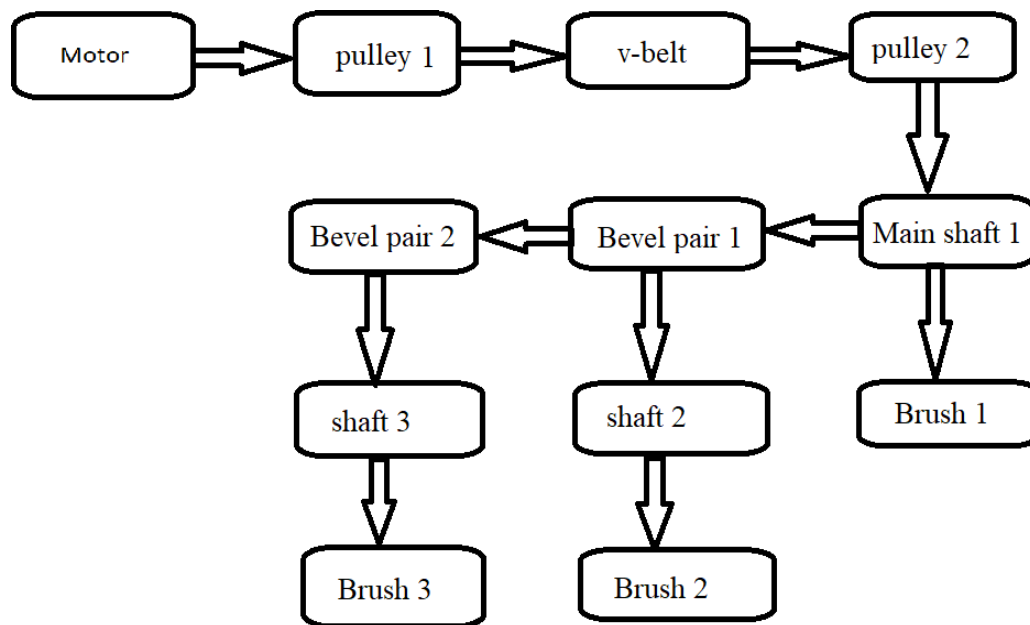 Motor
pulley 1
v-belt
pulley 2
Bevel pair 2
Bevel pair 1
Main shaft 1
shaft 3
shaft 2
Brush 1
Brush 3
Brush 2